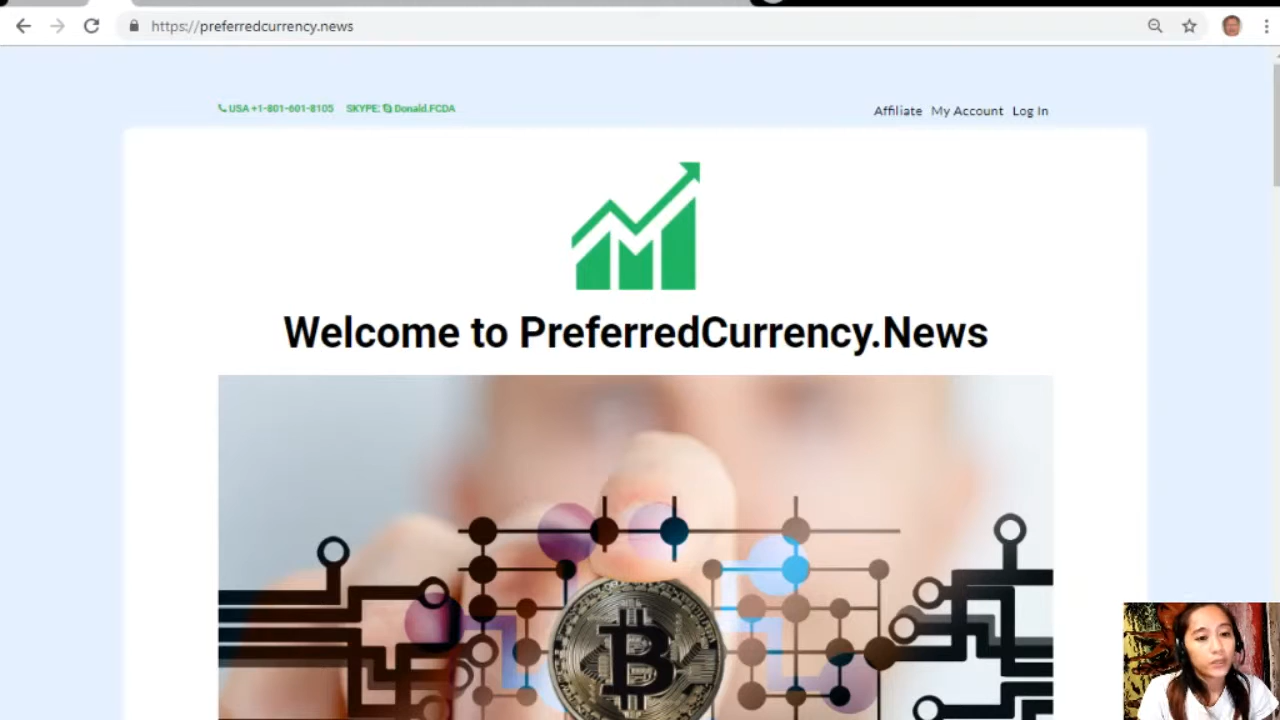 https://preferredcurrency.news
USA +1-801-601-8105 SKYPE: Donald.FCDA
Affiliate My Account Log In
Welcome to PreferredCurrency.News